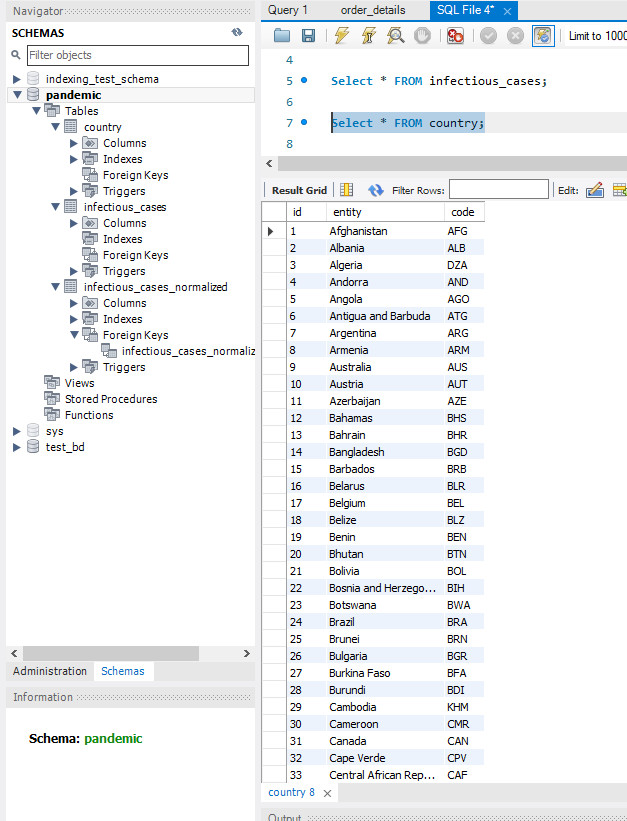 Navigator
SCHEMAS
Filter objects
indexing_test_schema
pandemic
Tables
country
Columns
Indexes
Foreign Keys
Triggers
infectious_cases
Columns
Indexes
Foreign Keys
Triggers
infectious_cases_normalized
Columns
Indexes
Foreign Keys
infectious_cases_normaliz
Triggers
Views
Stored Procedures
Functions
sys
test_bd
Administration Schemas
Information
Schema: pandemic
Query 1 order_details SQL File 4*
Limit to 1000
4
5 Select * FROM infectious_cases;
6
7 Select * FROM country;
8
Result Grid Filter Rows: Edit:
id entity code
1 Afghanistan AFG
2 Albania ALB
3 Algeria DZA
4 Andorra AND
5 Angola AGO
6 Antigua and Barbuda ATG
7 Argentina ARG
8 Armenia ARM
9 Australia AUS
10 Austria AUT
11 Azerbaijan AZE
12 Bahamas BHS
13 Bahrain BHR
14 Bangladesh BGD
15 Barbados BRB
16 Belarus BLR
17 Belgium BEL
18 Belize BLZ
19 Benin BEN
20 Bhutan BTN
21 Bolivia BOL
22 Bosnia and Herzego... BIH
23 Botswana BWA
24 Brazil BRA
25 Brunei BRN
26 Bulgaria BGR
27 Burkina Faso BFA
28 Burundi BDI
29 Cambodia KHM
30 Cameroon CMR
31 Canada CAN
32 Cape Verde CPV
33 Central African Rep... CAF
country 8
Output